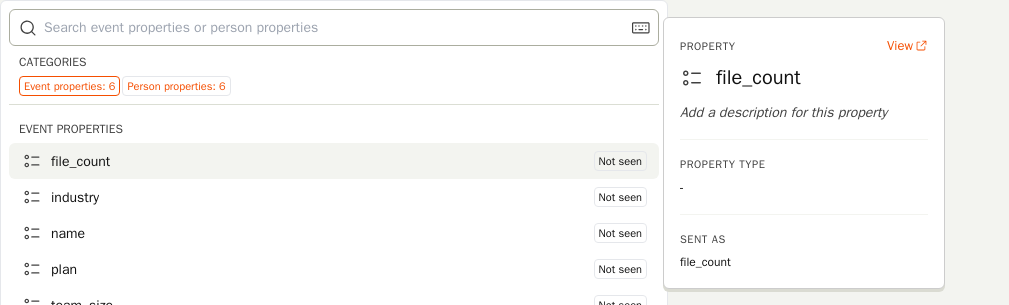 Search event properties or person properties
CATEGORIES
Event properties: 6
Person properties: 6
EVENT PROPERTIES
file_count
Not seen
industry
Not seen
name
Not seen
plan
Not seen
team_size
Not seen
PROPERTY
View
file_count
Add a description for this property
PROPERTY TYPE
-
SENT AS
file_count